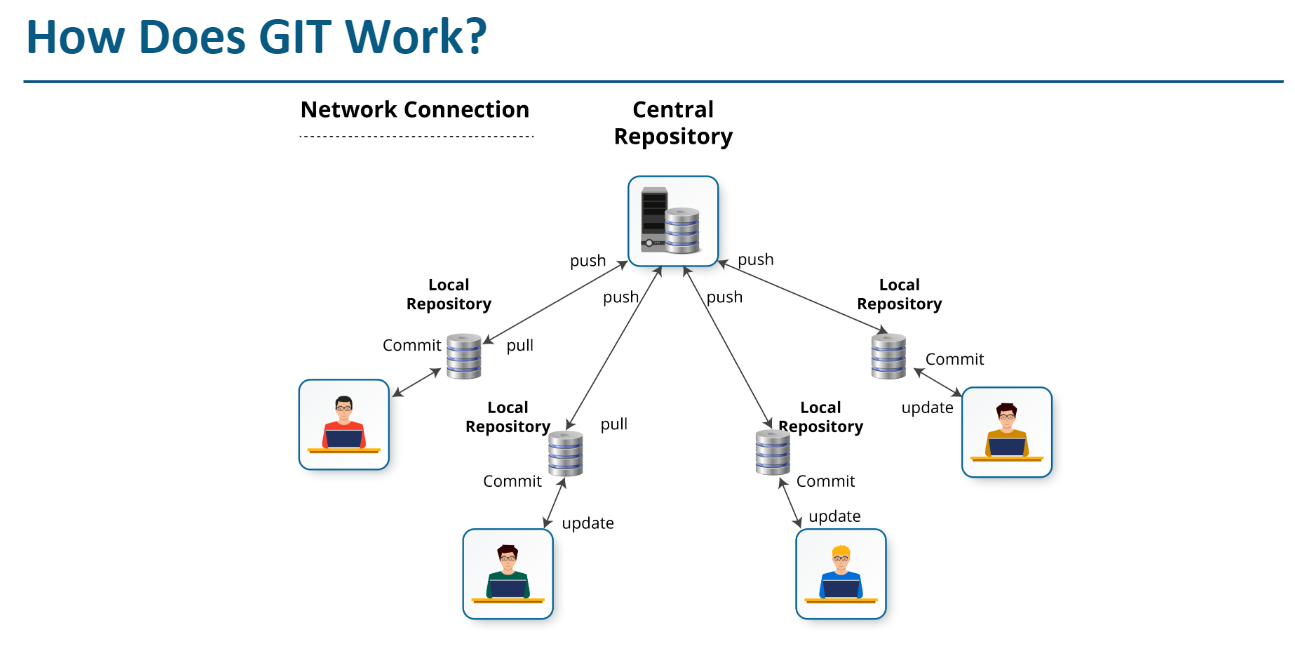 How Does GIT Work?
Network Connection
Central
Repository
push
push
push
push
Local
Repository
Local
Repository
Commit
pull
Commit
update
Local
Repository
Local
Repository
pull
Commit
Commit
update
update